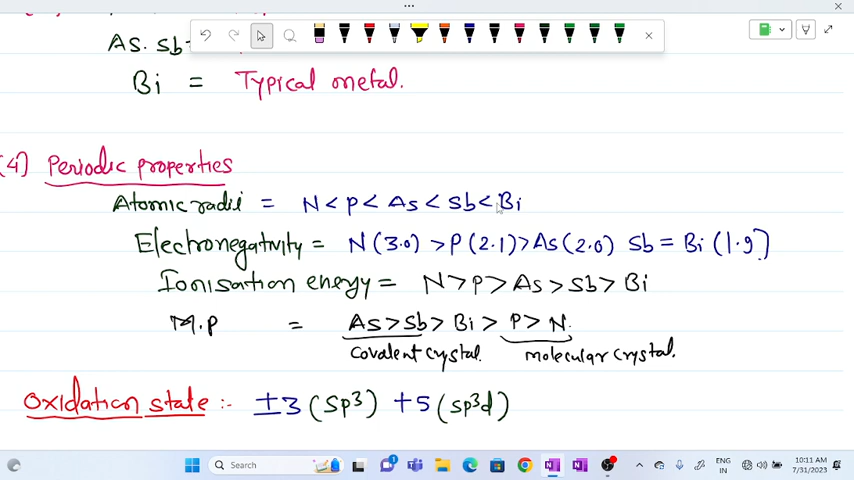 As. Sb=
Bi = Typical metal.
(4) Periodic properties
Atomic radii = N < P < As < Sb < Bi
Electronegativity = N (3.0) > P (2.1) > As (2.0) Sb = Bi (1.9)
Ionisation energy = N > P > As > Sb > Bi
M.P = As > Sb > Bi > P > N.
covalent crystal. molecular crystal.
Oxidation state :- ±3 (sp³) +5 (sp³d)
Search
ENG
IN
10:11 AM
7/31/2023